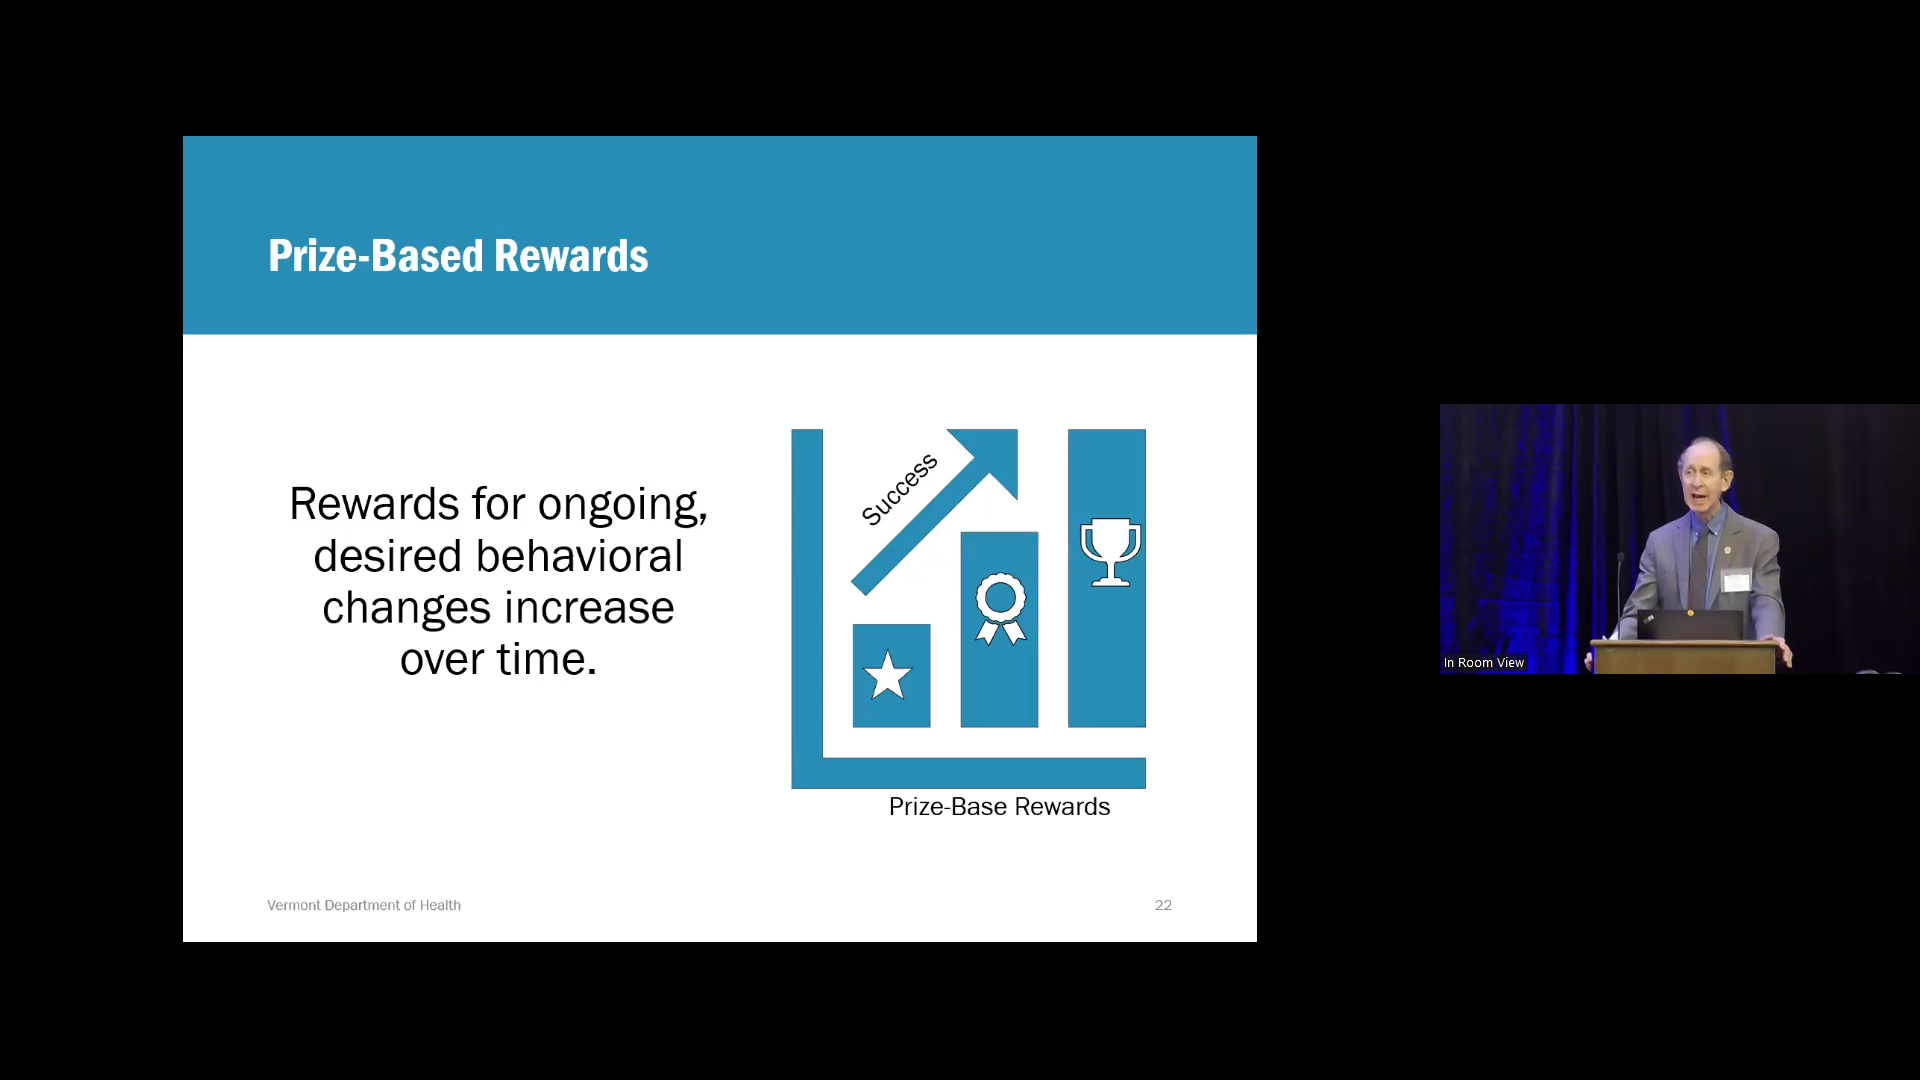 Prize-Based Rewards
Rewards for ongoing,
desired behavioral
changes increase
over time.
Success
Prize-Base Rewards
Vermont Department of Health
22
In Room View